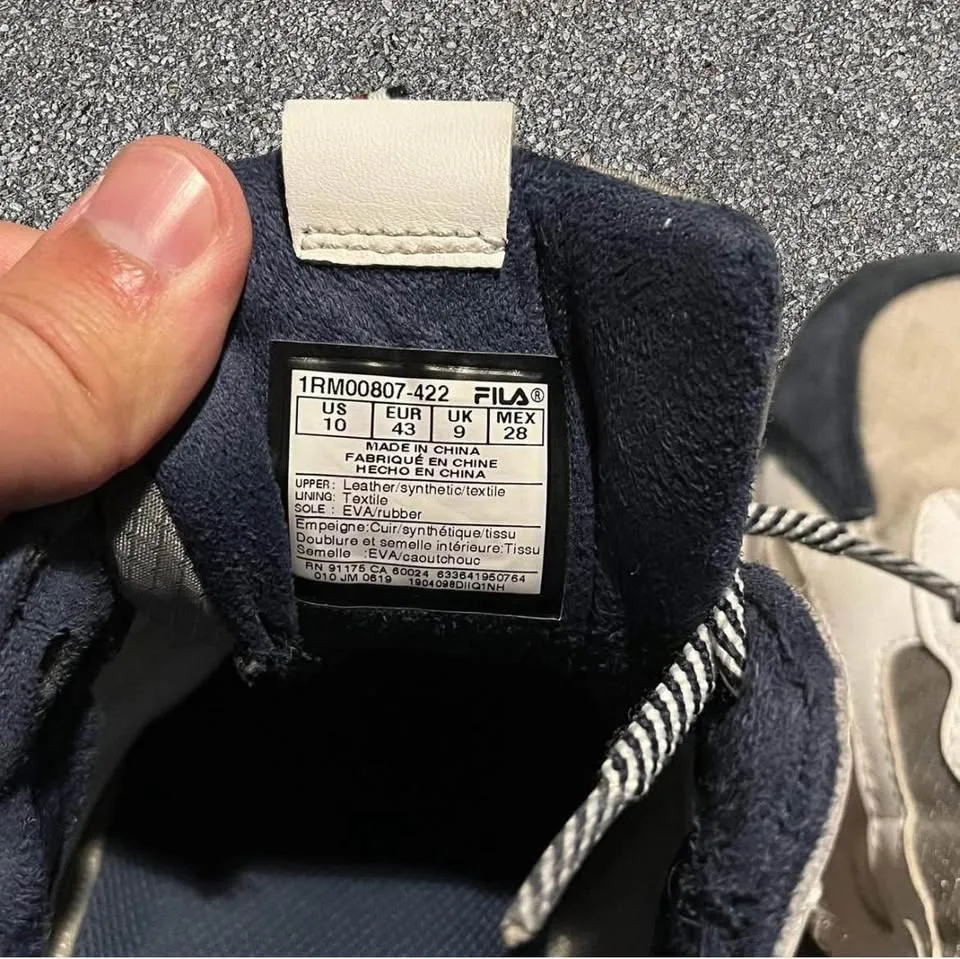 1RM00807-422 FILA®
US EUR UK MEX
10 43 9 28
MADE IN CHINA
FABRIQUÉ EN CHINE
HECHO EN CHINA
UPPER: Leather/synthetic/textile
LINING: Textile
SOLE : EVA/rubber
Empeigne:Cuir/synthétique/tissu
Doublure et semelle intérieure:Tissu
Semelle :EVA/caoutchouc
RN 91175 CA 60024 633641950764
010 JM 0619 1904098DIIQ1NH